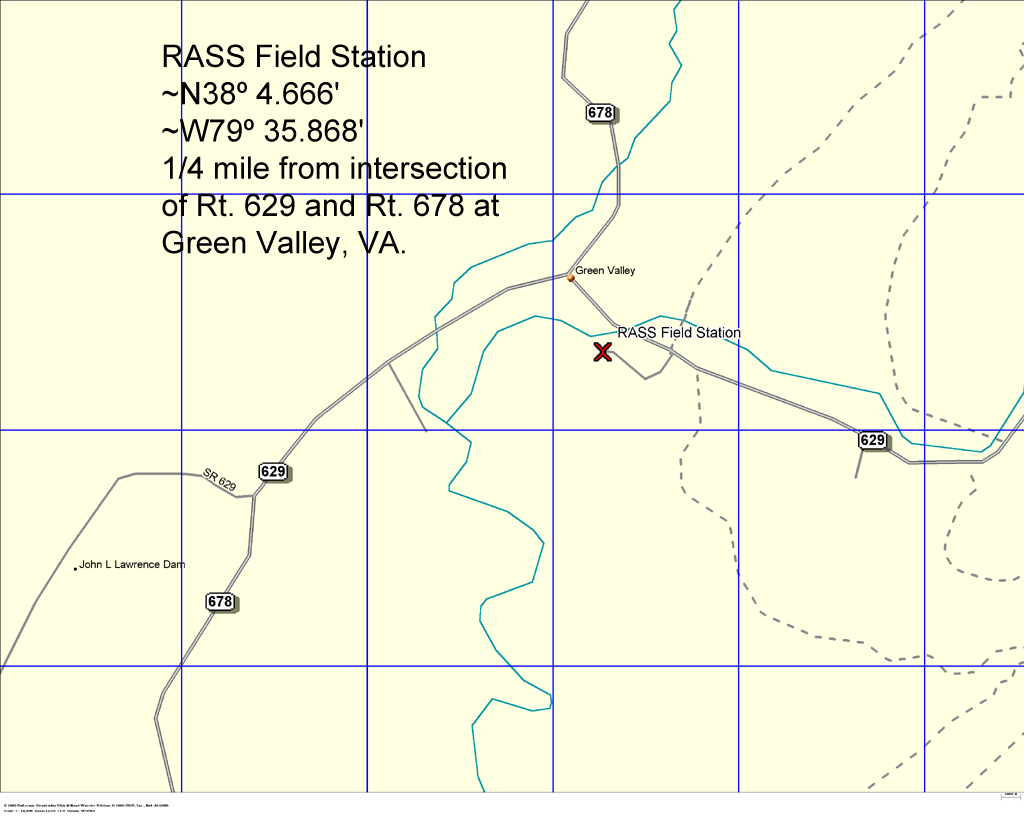 RASS Field Station
~N38º 4.666'
~W79º 35.868'
1/4 mile from intersection
of Rt. 629 and Rt. 678 at
Green Valley, VA.
678
Green Valley
RASS Field Station
629
629
SR 629
John L Lawrence Dam
678